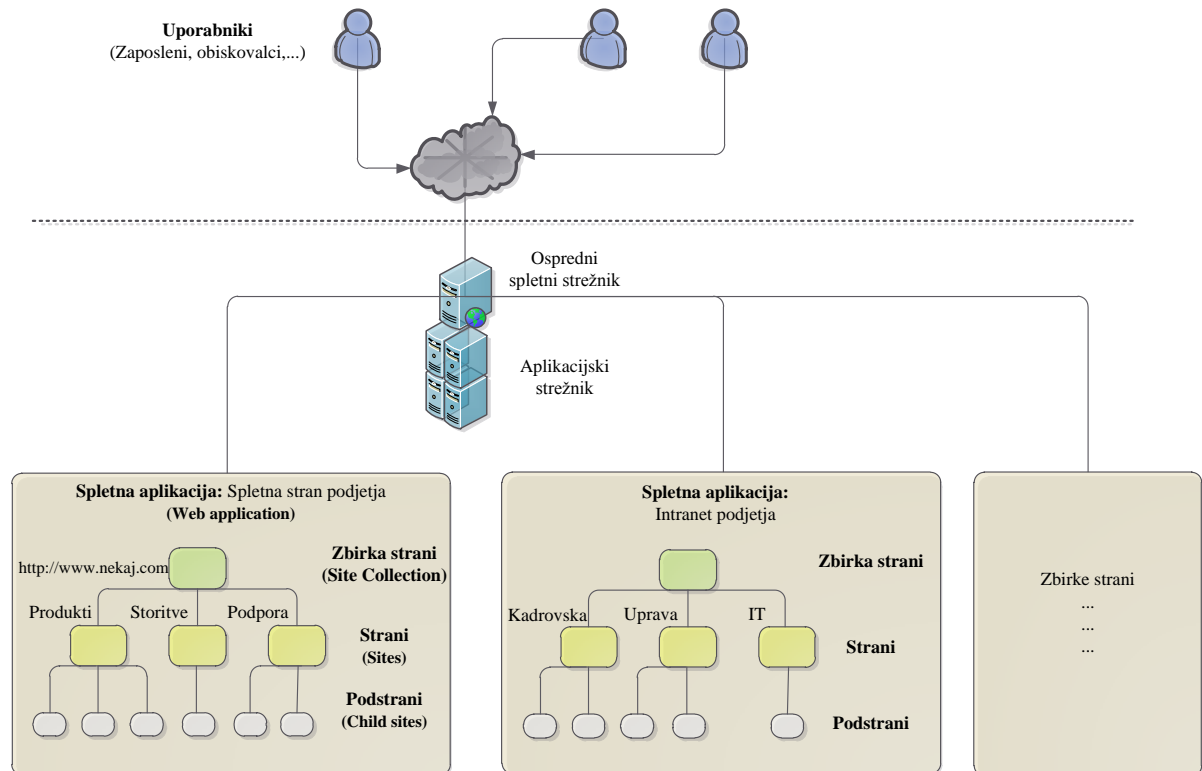 Uporabniki
(Zaposleni, obiskovalci,...)
Ospredni
spletni strežnik
Aplikacijski
strežnik
Spletna aplikacija: Spletna stran podjetja
(Web application)
Zbirka strani
(Site Collection)
http://www.nekaj.com
Produkti
Storitve
Podpora
Strani
(Sites)
Podstrani
(Child sites)
Spletna aplikacija:
Intranet podjetja
Zbirka strani
Kadrovska
Uprava
IT
Strani
Podstrani
Zbirke strani
...
...
...